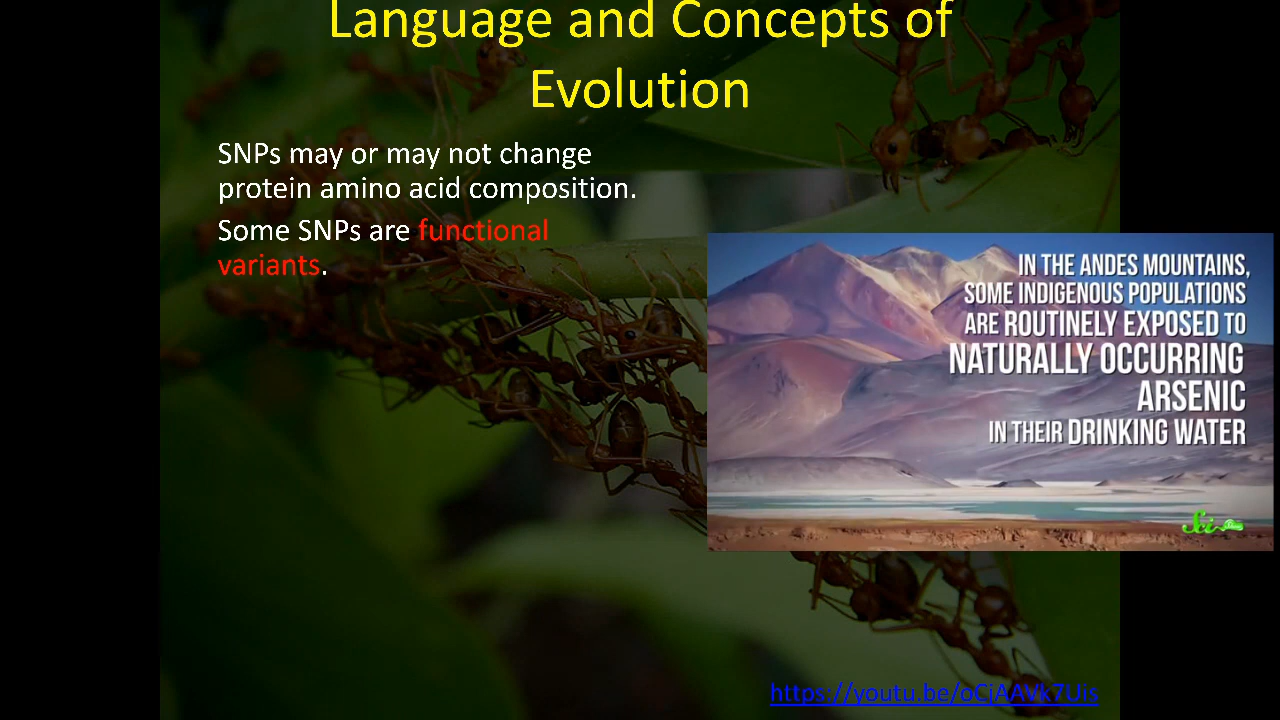 Language and Concepts of
Evolution
SNPs may or may not change
protein amino acid composition.
Some SNPs are functional
variants.
IN THE ANDES MOUNTAINS,
SOME INDIGENOUS POPULATIONS
ARE ROUTINELY EXPOSED TO
NATURALLY OCCURRING
ARSENIC
IN THEIR DRINKING WATER
Sci
https://youtu.be/oCjAAVk7Uis